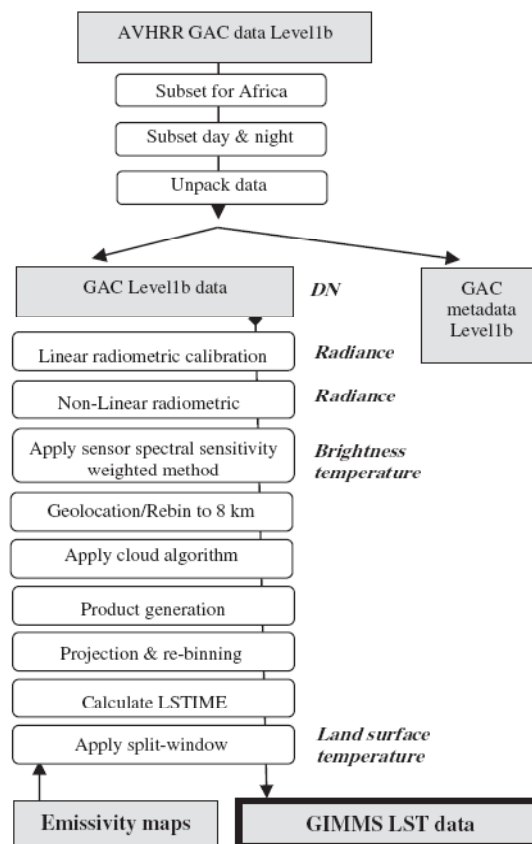 AVHRR GAC data Level1b
Subset for Africa
Subset day & night
Unpack data
GAC Level1b data
DN
GAC
metadata
Level1b
Linear radiometric calibration
Radiance
Non-Linear radiometric
Radiance
Apply sensor spectral sensitivity
weighted method
Brightness
temperature
Geolocation/Rebin to 8 km
Apply cloud algorithm
Product generation
Projection & re-binning
Calculate LSTIME
Apply split-window
Land surface
temperature
Emissivity maps
GIMMS LST data